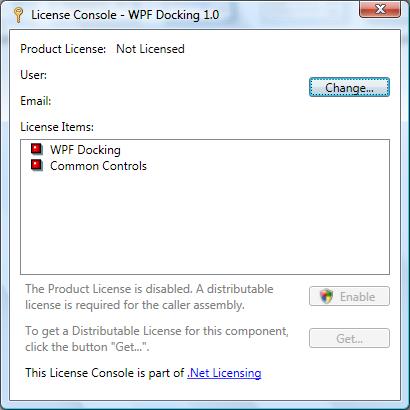 License Console - WPF Docking 1.0
Product License: Not Licensed
User:
Change...
Email:
License Items:
WPF Docking
Common Controls
The Product License is disabled. A distributable
license is required for the caller assembly.
Enable
To get a Distributable License for this component,
click the button "Get...".
Get...
This License Console is part of .Net Licensing